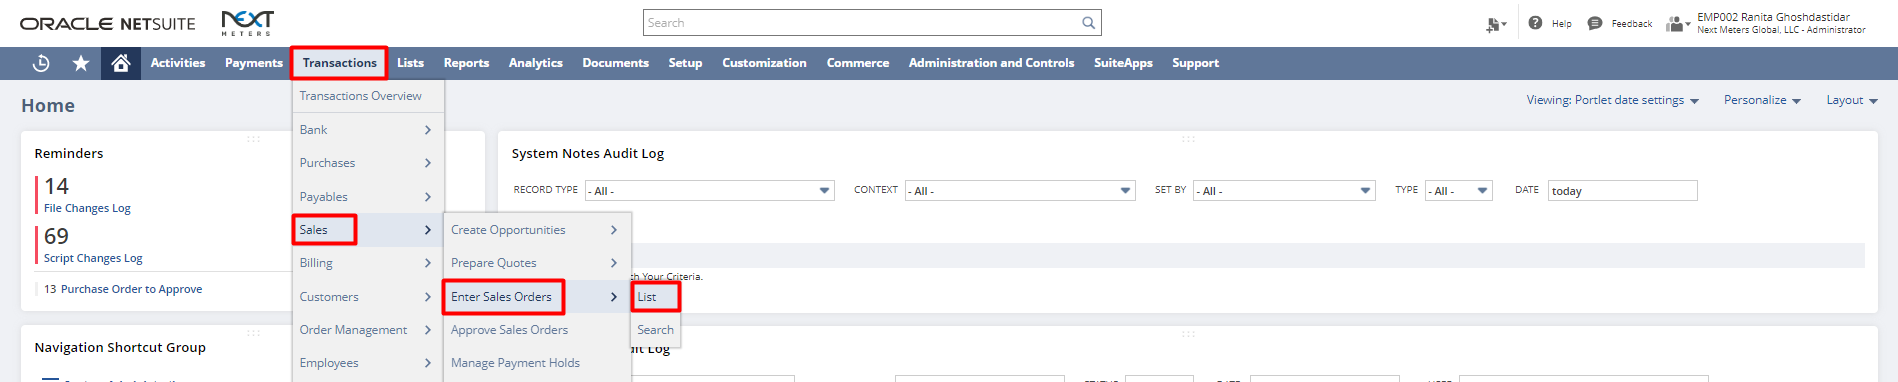 ORACLE NETSUITE
NEXT
METERS
Search
Help
Feedback
EMP002 Ranita Ghoshdastidar
Next Meters Global, LLC - Administrator
Activities Payments Transactions Lists Reports Analytics Documents Setup Customization Commerce Administration and Controls SuiteApps Support
Home
Viewing: Portlet date settings Personalize Layout
Transactions Overview
Bank
Purchases
Payables
Sales
Billing
Customers
Order Management
Employees
Create Opportunities
Prepare Quotes
Enter Sales Orders
Approve Sales Orders
Manage Payment Holds
List
Search
Reminders
14
File Changes Log
69
Script Changes Log
13 Purchase Order to Approve
Navigation Shortcut Group
System Notes Audit Log
RECORD TYPE - All - CONTEXT - All - SET BY - All - TYPE - All - DATE today
Your Criteria.
Log